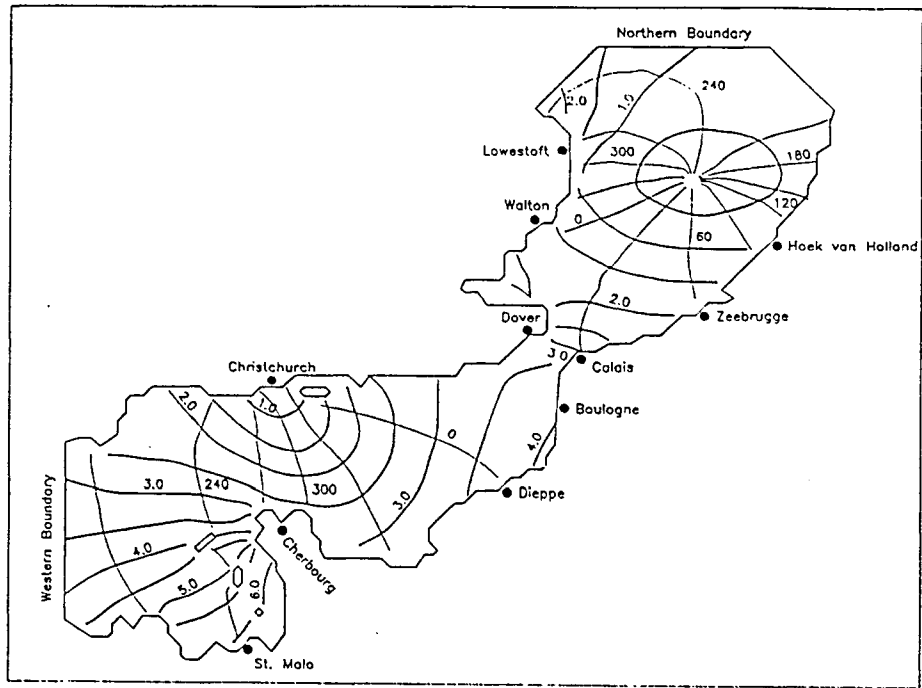 Northern Boundary
240
2.0
1.0
Lowestoft
300
180
Walton
120
0
60
Hoek van Holland
2.0
Dover
Zeebrugge
3.0
Calais
Christchurch
2.0
1.0
Boulogne
0
4.0
240
300
3.0
3.0
Dieppe
Western Boundary
Cherbourg
4.0
5.0
6.0
St. Malo